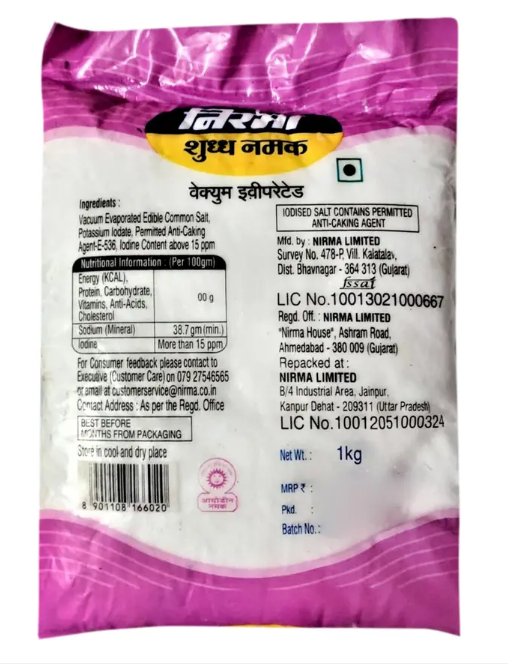 निरमा
शुध्ध नमक
वेक्युम इवीपरेटेड
Ingredients :
Vacuum Evaporated Edible Common Salt,
Potassium Iodate, Permitted Anti-Caking
Agent-E-536, Iodine Content above 15 ppm
Nutritional Information . (Per 100gm)
Energy (KCAL),
Protein, Carbohydrate,
Vitamins, Anti-Acids,
Cholesterol
00 g
Sodium (Mineral) 38.7 gm (min.)
Iodine More than 15 ppm
For Consumer feedback please contact to
Executive (Customer Care) on 079 27546565
or email at customerservice@nirma.co.in
Contact Address : As per the Regd. Office
BEST BEFORE
MONTHS FROM PACKAGING
Store in cool and dry place
8 901108 166020
आयोडीन
नमक
IODISED SALT CONTAINS PERMITTED
ANTI-CAKING AGENT
Mfd. by : NIRMA LIMITED
Survey No. 478-P, Vill. Kalatalav,
Dist. Bhavnagar - 364 313 (Gujarat)
fssai
LIC No.10013021000667
Regd. Off. : NIRMA LIMITED
"Nirma House", Ashram Road,
Ahmedabad - 380 009 (Gujarat)
Repacked at :
NIRMA LIMITED
B/4 Industrial Area, Jainpur,
Kanpur Dehat - 209311 (Uttar Pradesh)
LIC No.10012051000324
Net Wt. : 1kg
MRP ₹ :
Pkd. :
Batch No. :